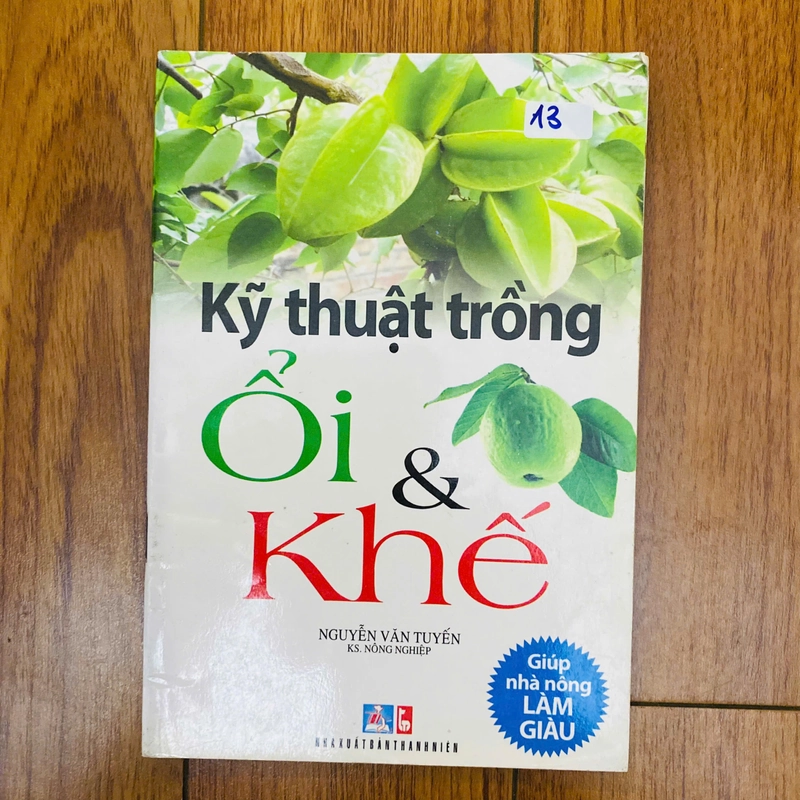 13
Kỹ thuật trồng
Ổi
&
Khế
NGUYỄN VĂN TUYẾN
KS. NÔNG NGHIỆP
Giúp
nhà nông
LÀM
GIÀU
NHÀ XUẤT BẢN THANH NIÊN